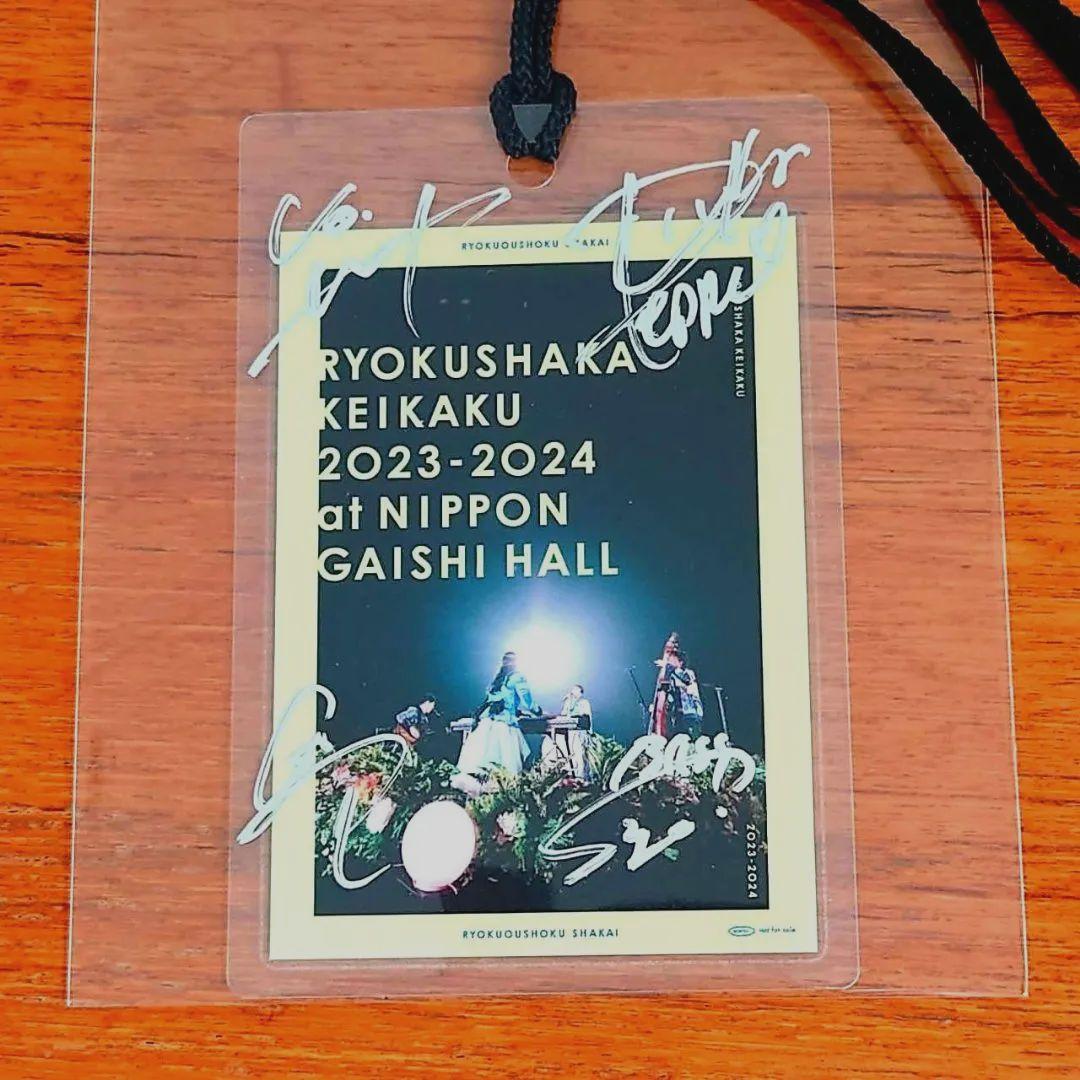 RYOKUOUSHOKU SHAKAI
SHAKA KEIKAKU
RYOKUSHAKA
KEIKAKU
2023-2024
at NIPPON
GAISHI HALL
2023-2024
RYOKUOUSHOKU SHAKAI
not for sale